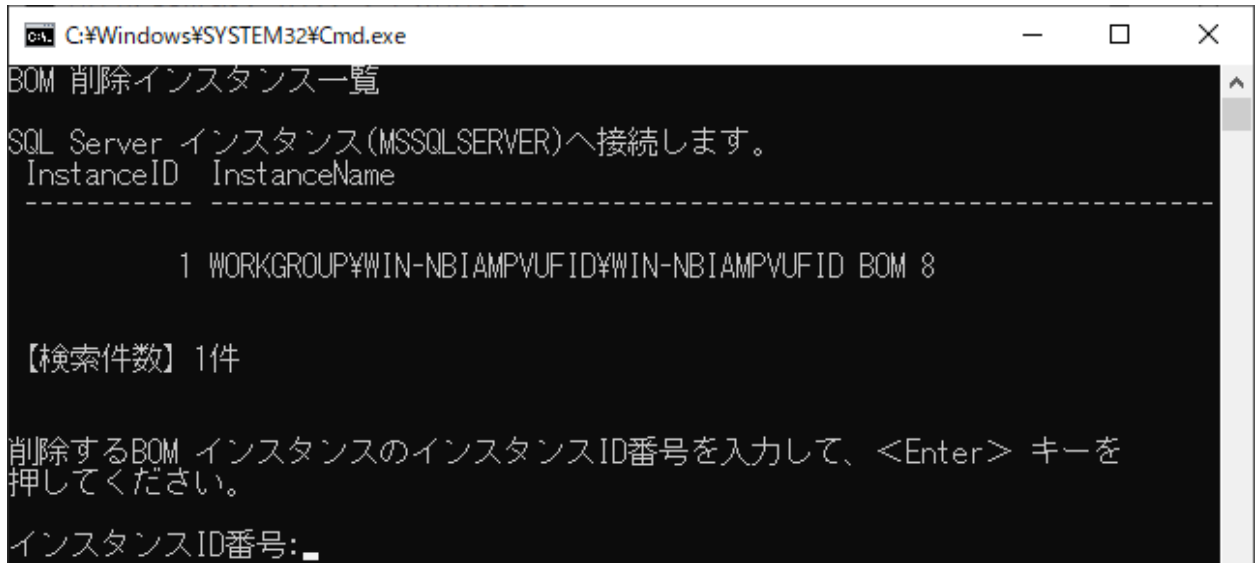 C:¥Windows¥SYSTEM32¥Cmd.exe
BOM 削除インスタンス一覧
SQL Server インスタンス(MSSQLSERVER)へ接続します。
InstanceID InstanceName
----------- ------------------------------------------------------------------
1 WORKGROUP¥WIN-NBIAMPVUFID¥WIN-NBIAMPVUFID BOM 8
【検索件数】 1件
削除するBOM インスタンスのインスタンスID番号を入力して、<Enter> キーを
押してください。
インスタンスID番号: